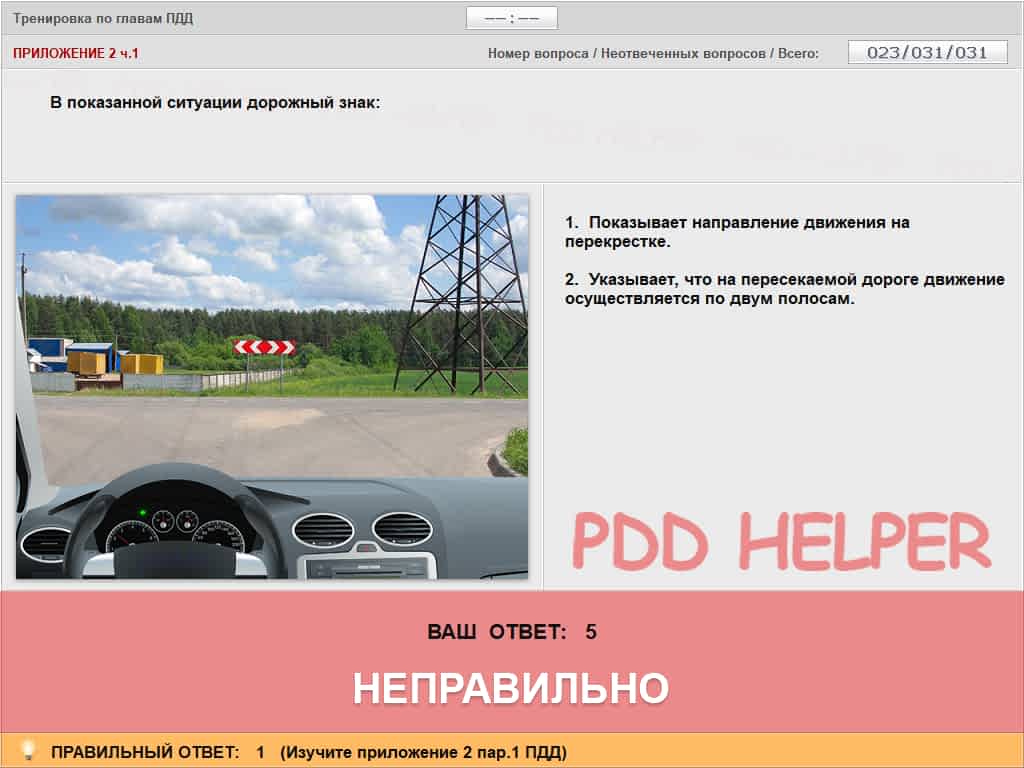 Тренировка по главам ПДД
–– : ––
ПРИЛОЖЕНИЕ 2 ч.1
Номер вопроса / Неотвеченных вопросов / Всего:
023/031/031
В показанной ситуации дорожный знак:
1. Показывает направление движения на
перекрестке.
2. Указывает, что на пересекаемой дороге движение
осуществляется по двум полосам.
PDD HELPER
ВАШ ОТВЕТ: 5
НЕПРАВИЛЬНО
ПРАВИЛЬНЫЙ ОТВЕТ: 1 (Изучите приложение 2 пар.1 ПДД)